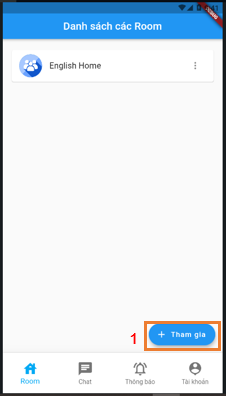 Danh sách các Room
English Home
1
+ Tham gia
Room
Chat
Thông báo
Tài khoản